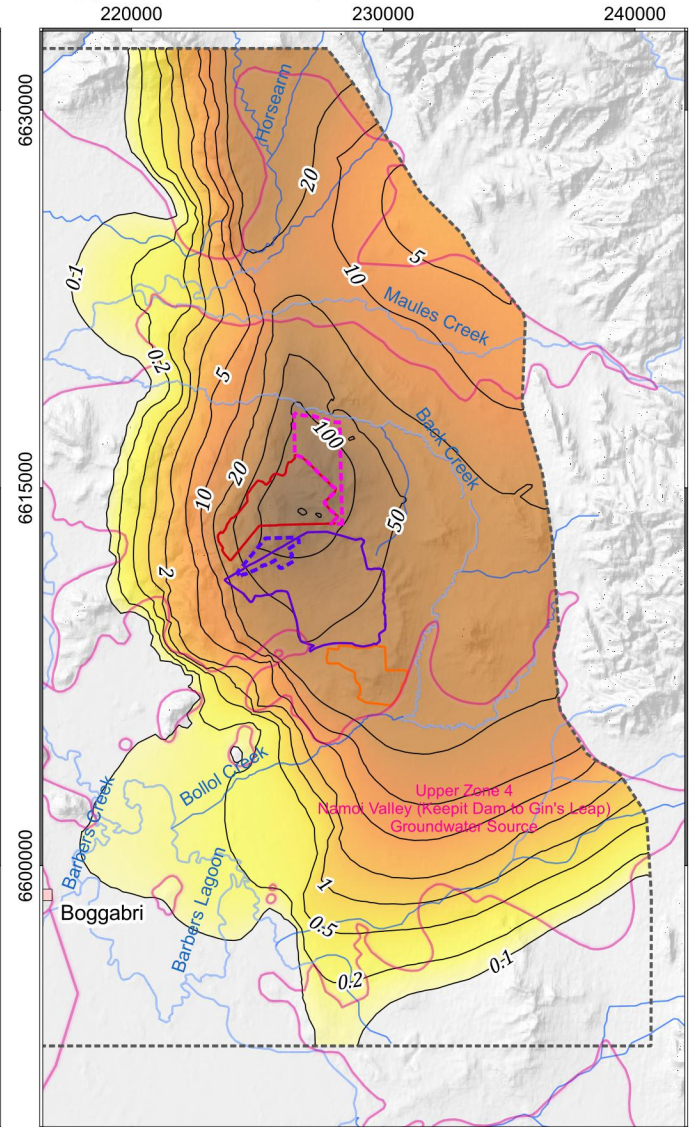 220000
230000
240000
6630000
Horsearm
20
5
10
0.1
Maules Creek
0.2
5
Back Creek
100
20
10
6615000
50
2
Upper Zone 4
Namoi Valley (Keepit Dam to Gin's Leap)
Groundwater Source
Bollol Creek
Barbers Creek
6600000
1
Boggabri
Barbers Lagoon
0.5
0.1
0.2